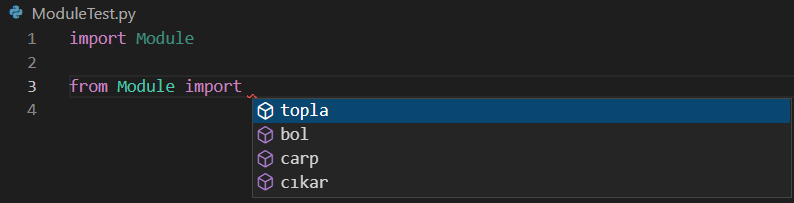 ModuleTest.py
1 import Module
2
3 from Module import
4
topla
bol
carp
cıkar